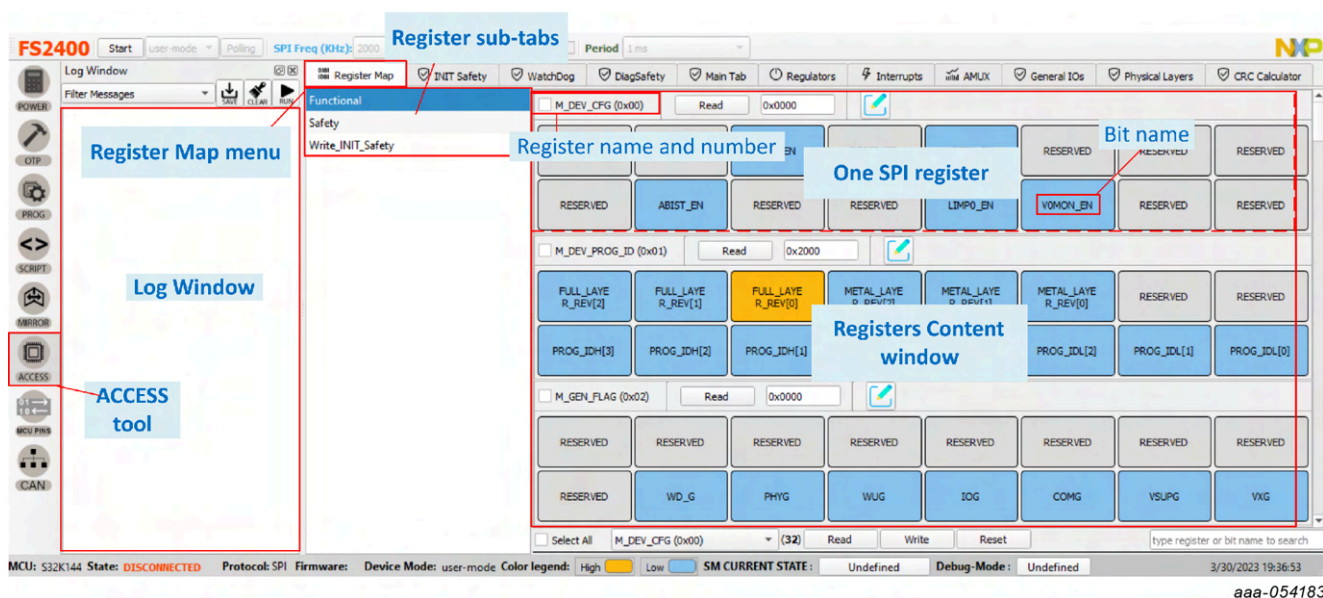 FS2400 Start user-mode Polling SPI Freq (KHz): 2000 Period 1 ms NXP
Register sub-tabs
Log Window
Register Map INIT Safety WatchDog DiagSafety Main Tab Regulators Interrupts AMUX General IOs Physical Layers CRC Calculator
Filter Messages SAVE CLEAR RUN
POWER
OTP
PROG
SCRIPT
MIRROR
ACCESS
MCU PINS
CAN
Functional
Safety
Write_INIT_Safety
Register Map menu
Log Window
ACCESS
tool
M_DEV_CFG (0x00) Read 0x0000
Register name and number
Bit name
One SPI register
RESERVED RESERVED RESERVED
RESERVED ABIST_EN RESERVED RESERVED LIMP0_EN V0MON_EN RESERVED RESERVED
M_DEV_PROG_ID (0x01) Read 0x2000
FULL_LAYE FULL_LAYE FULL_LAYE METAL_LAYE METAL_LAYE METAL_LAYE RESERVED RESERVED
R_REV[2] R_REV[1] R_REV[0] R_REV[2] R_REV[1] R_REV[0]
Registers Content
window
PROG_IDH[3] PROG_IDH[2] PROG_IDH[1] PROG_IDL[2] PROG_IDL[1] PROG_IDL[0]
M_GEN_FLAG (0x02) Read 0x0000
RESERVED RESERVED RESERVED RESERVED RESERVED RESERVED RESERVED RESERVED
RESERVED WD_G PHYG WUG IOG COMG VSUPG VXG
Select All M_DEV_CFG (0x00) (32) Read Write Reset type register or bit name to search
MCU: S32K144 State: DISCONNECTED Protocol: SPI Firmware: Device Mode: user-mode Color legend: High Low SM CURRENT STATE : Undefined Debug-Mode : Undefined 3/30/2023 19:36:53
aaa-054183